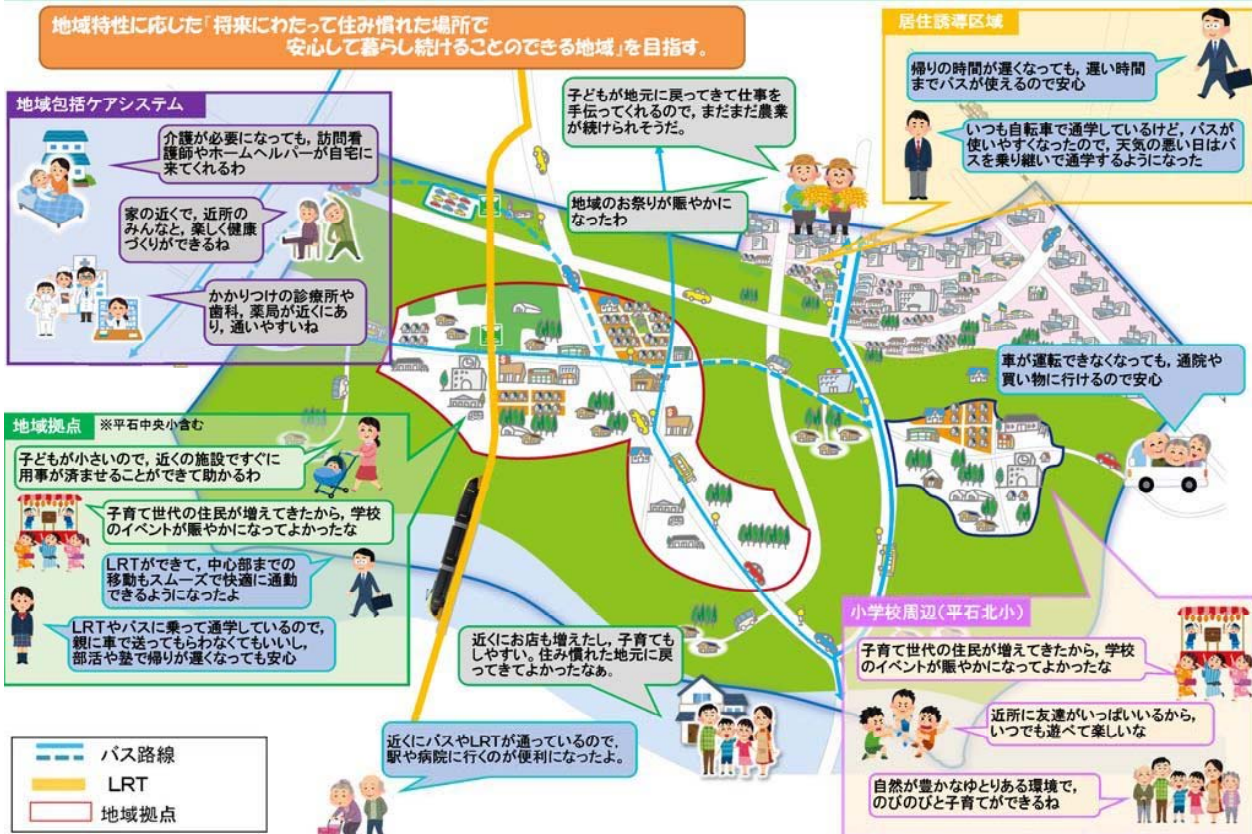 地域特性に応じた「将来にわたって住み慣れた場所で
安心して暮らし続けることのできる地域」を目指す。
居住誘導区域
帰りの時間が遅くなっても，遅い時間
までバスが使えるので安心
いつも自転車で通学しているけど，バスが
使いやすくなったので，天気の悪い日はバ
スを乗り継いで通学するようになった
地域包括ケアシステム
介護が必要になっても，訪問看
護師やホームヘルパーが自宅に
来てくれるわ
家の近くで，近所の
みんなと，楽しく健康
づくりができるね
かかりつけの診療所や
歯科，薬局が近くにあ
り，通いやすいね
子どもが地元に戻ってきて仕事を
手伝ってくれるので，まだまだ農業
が続けられそうだ。
地域のお祭りが賑やかに
なったわ
車が運転できなくなっても，通院や
買い物に行けるので安心
地域拠点 ※平石中央小含む
子どもが小さいので，近くの施設ですぐに
用事が済ませることができて助かるわ
子育て世代の住民が増えてきたから，学校
のイベントが賑やかになってよかったな
LRTができて，中心部までの
移動もスムーズで快適に通勤
できるようになったよ
LRTやバスに乗って通学しているので，
親に車で送ってもらわなくてもいいし，
部活や塾で帰りが遅くなっても安心
近くにお店も増えたし，子育ても
しやすい。住み慣れた地元に戻
ってきてよかったなぁ。
近くにバスやLRTが通っているので，
駅や病院に行くのが便利になったよ。
小学校周辺（平石北小）
子育て世代の住民が増えてきたから，学校
のイベントが賑やかになってよかったな
近所に友達がいっぱいいるから，
いつでも遊べて楽しいな
自然が豊かなゆとりある環境で，
のびのびと子育てができるね
バス路線
LRT
地域拠点